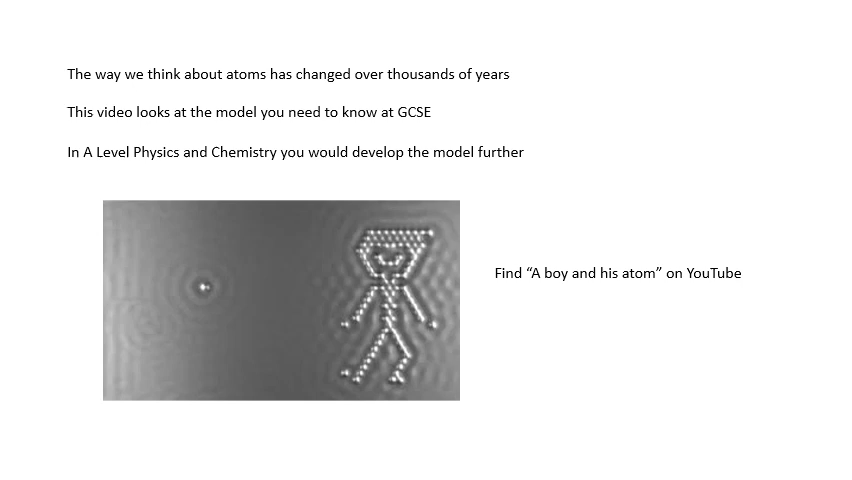 The way we think about atoms has changed over thousands of years
This video looks at the model you need to know at GCSE
In A Level Physics and Chemistry you would develop the model further
Find “A boy and his atom” on YouTube